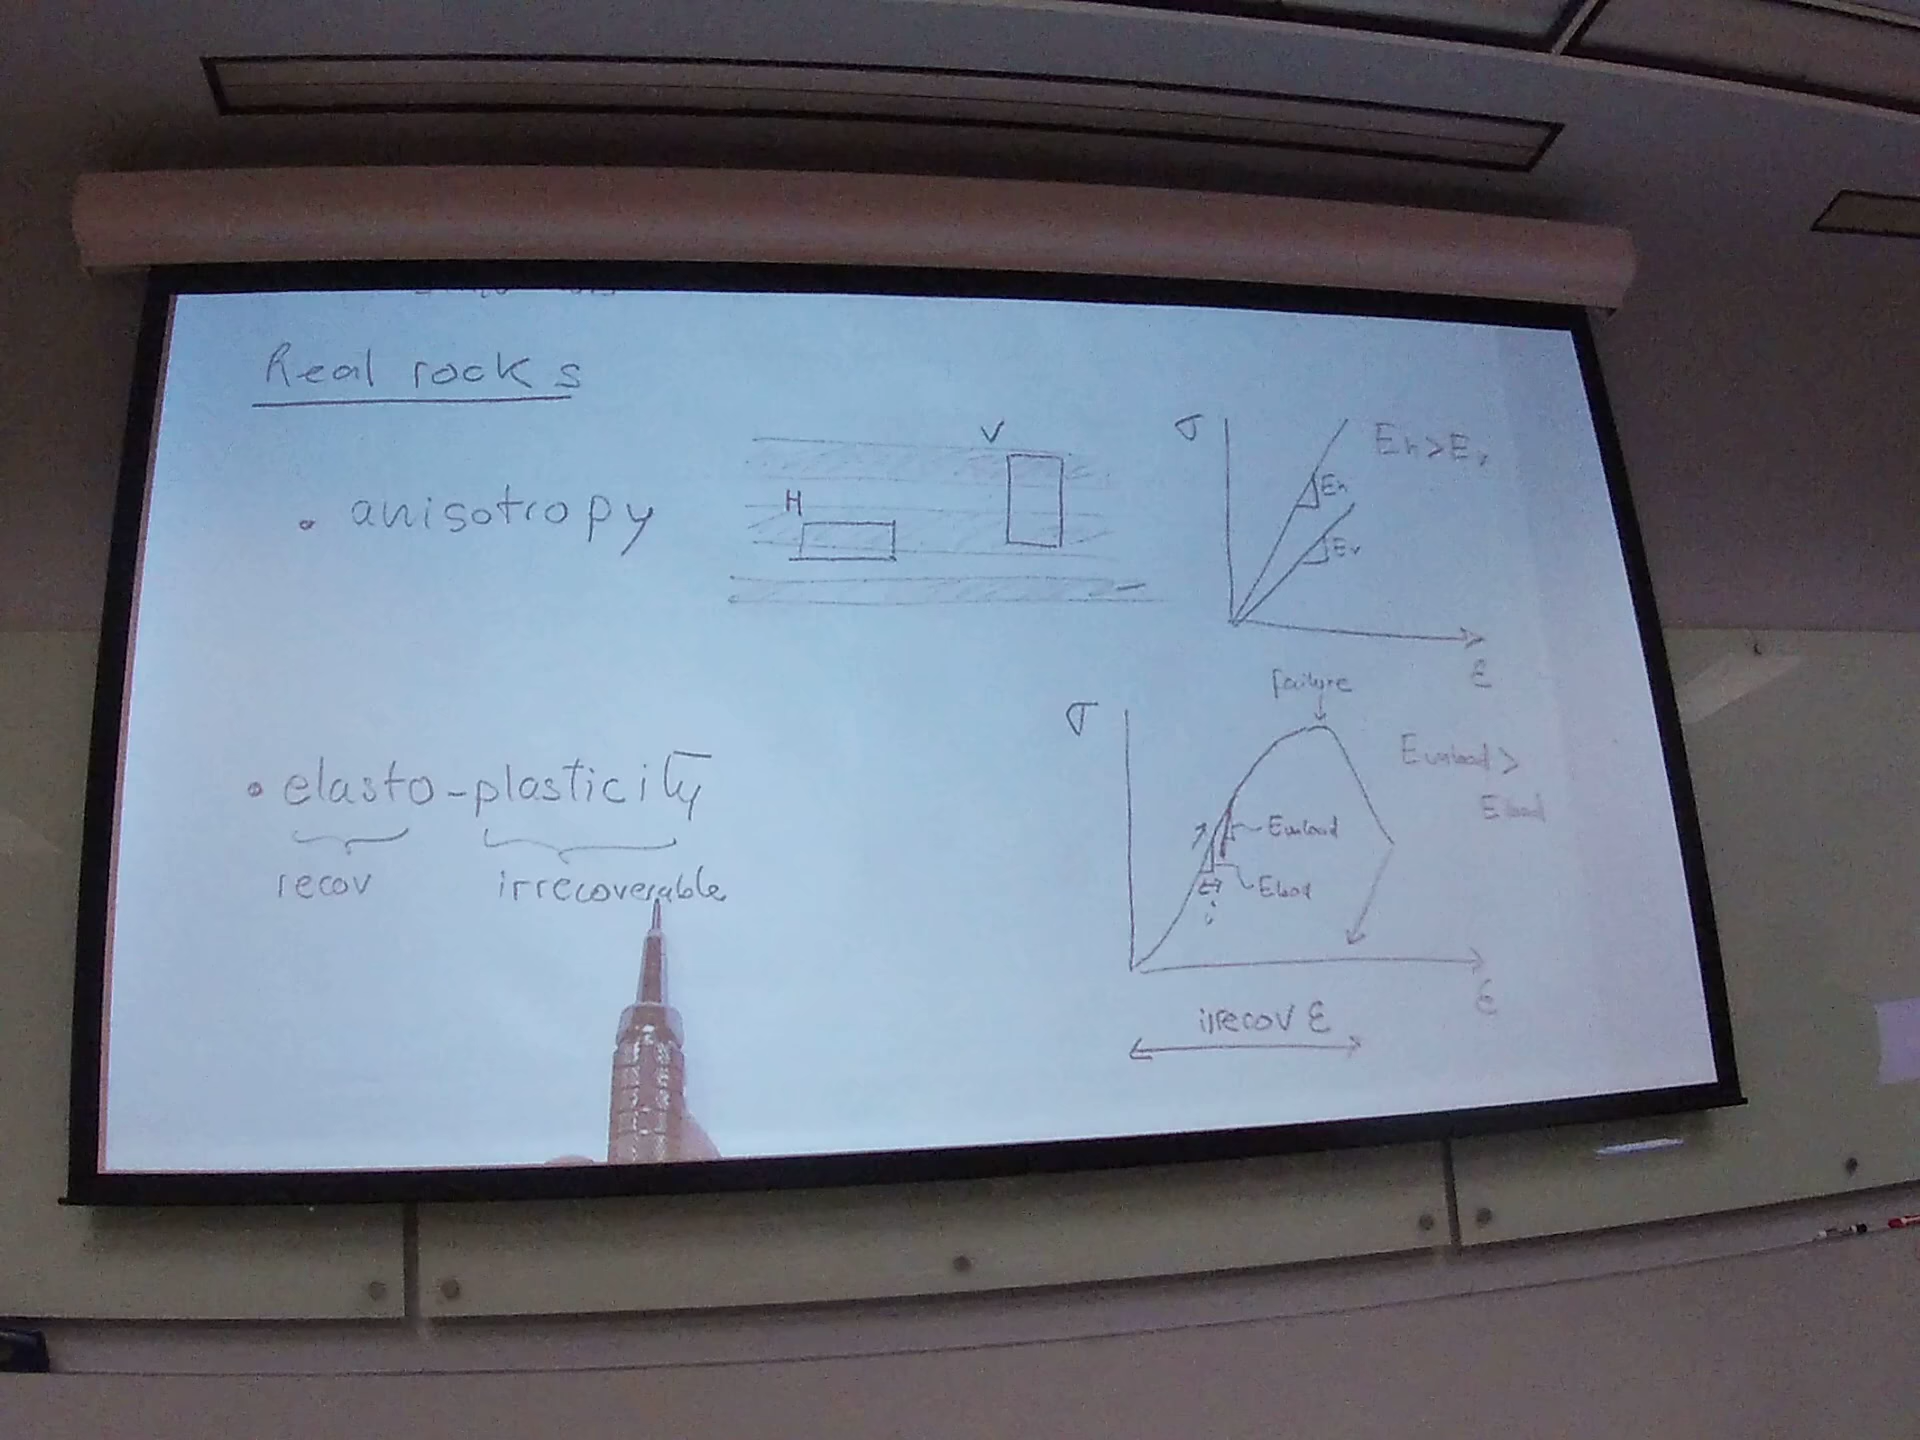 Real rocks
• anisotropy
V
H
σ
Eh>Ev
Eh
Ev
ε
failure
σ
Eunload >
Eload
• elasto-plasticity
recov
irrecoverable
Eunload
Eload
i
ε
irrecov ε